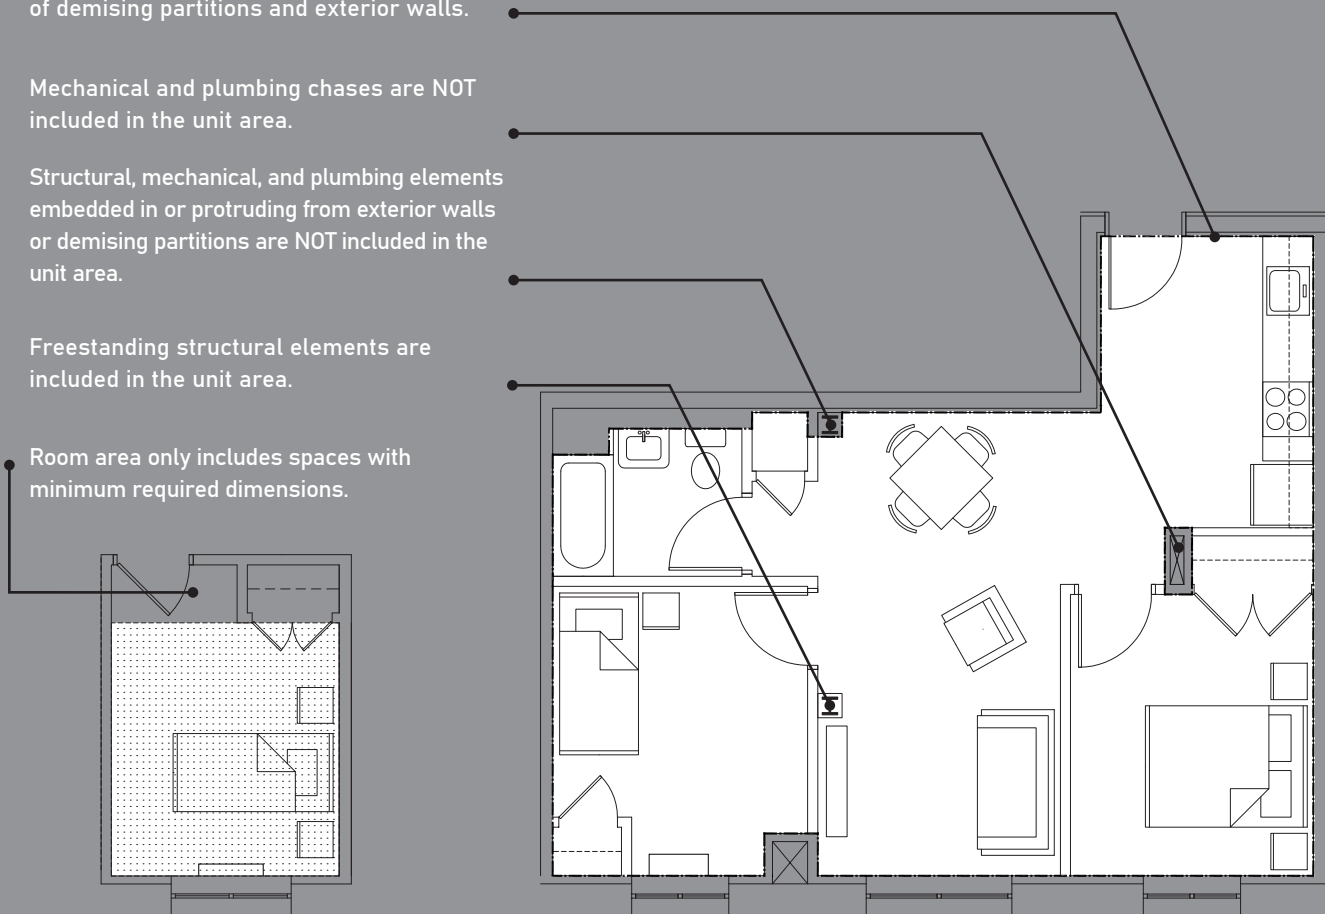 of demising partitions and exterior walls.
Mechanical and plumbing chases are NOT
included in the unit area.
Structural, mechanical, and plumbing elements
embedded in or protruding from exterior walls
or demising partitions are NOT included in the
unit area.
Freestanding structural elements are
included in the unit area.
Room area only includes spaces with
minimum required dimensions.